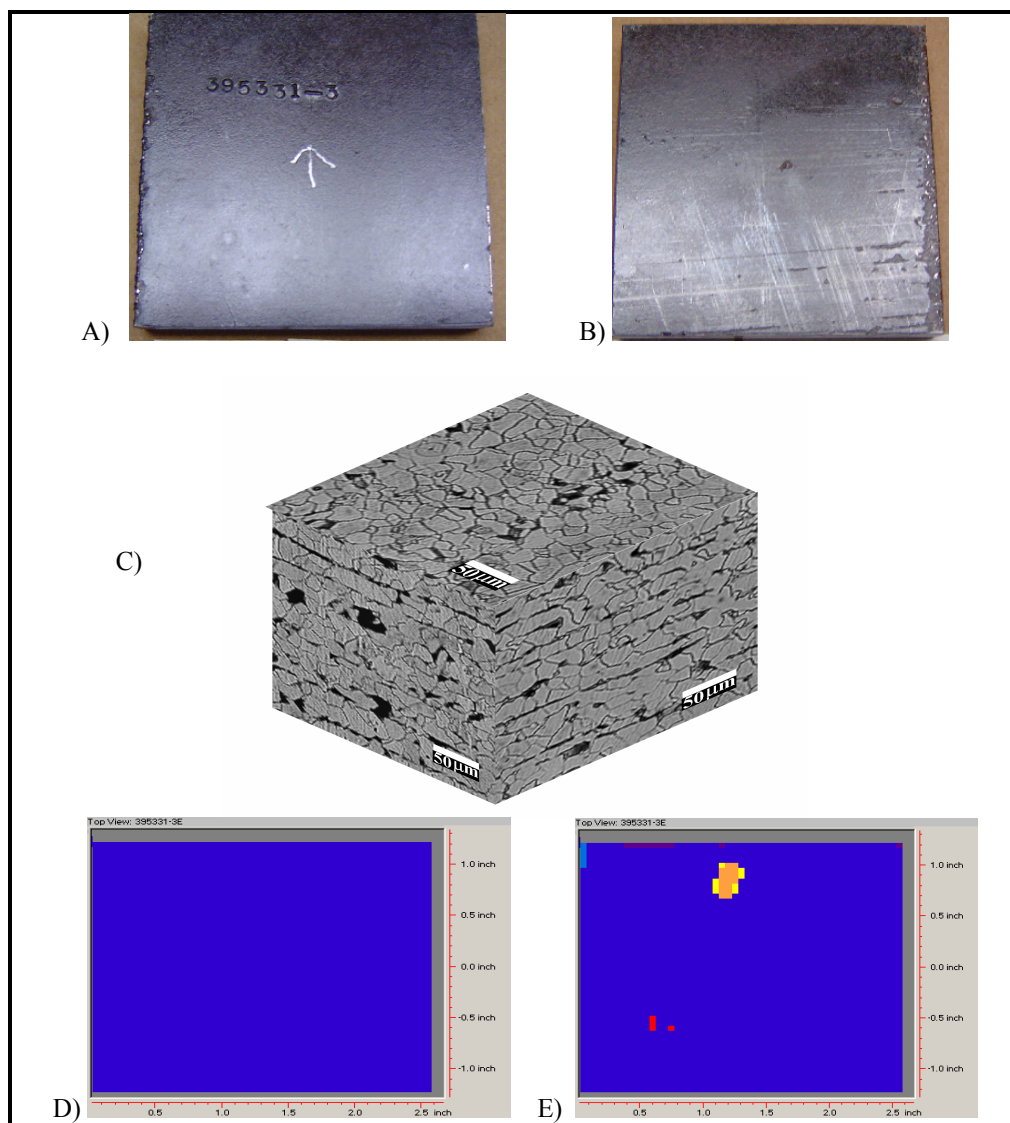 395331-3
A)
B)
C)
50µm
50µm
50µm
Top View: 395331-3E
1.0 inch
0.5 inch
0.0 inch
-0.5 inch
-1.0 inch
0.5
1.0
1.5
2.0
2.5 inch
D)
Top View: 395331-3E
1.0 inch
0.5 inch
0.0 inch
-0.5 inch
-1.0 inch
0.5
1.0
1.5
2.0
2.5 inch
E)